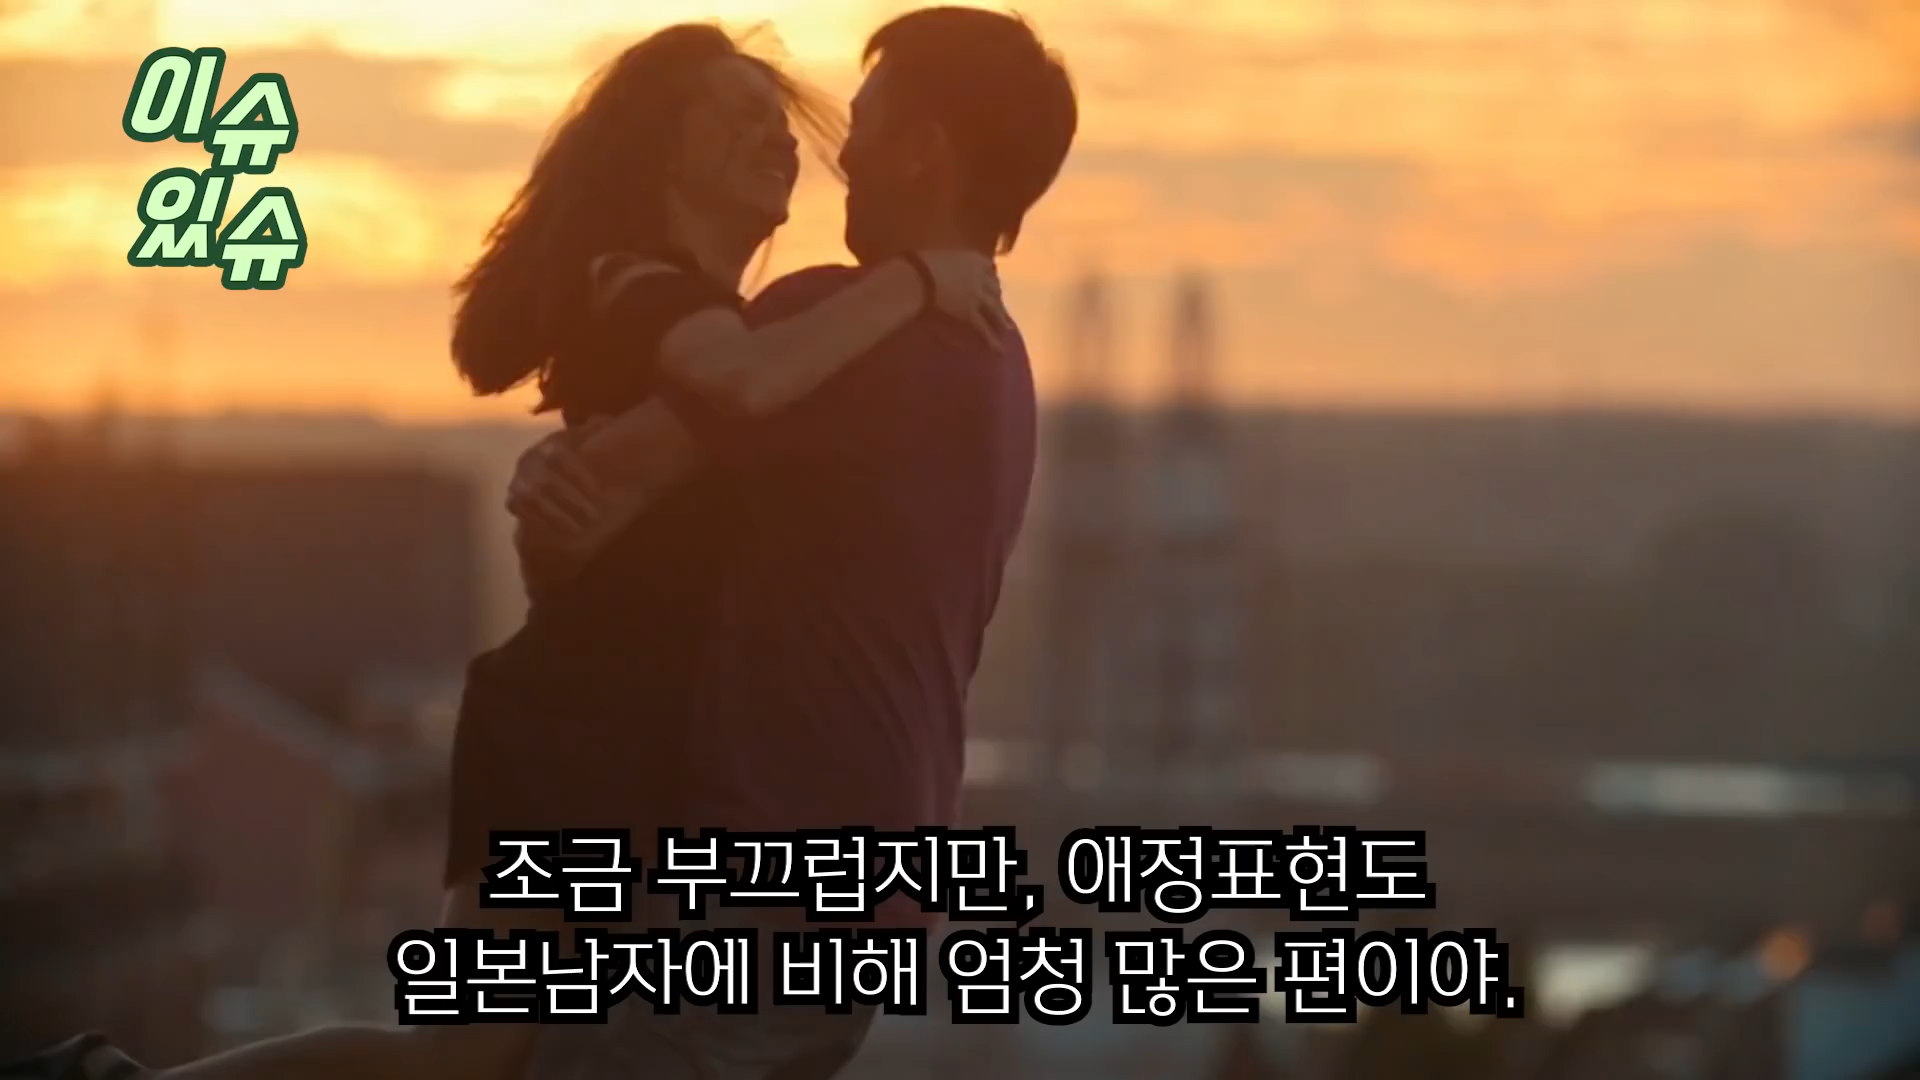 이슈
있슈
조금 부끄럽지만, 애정표현도
일본남자에 비해 엄청 많은 편이야.